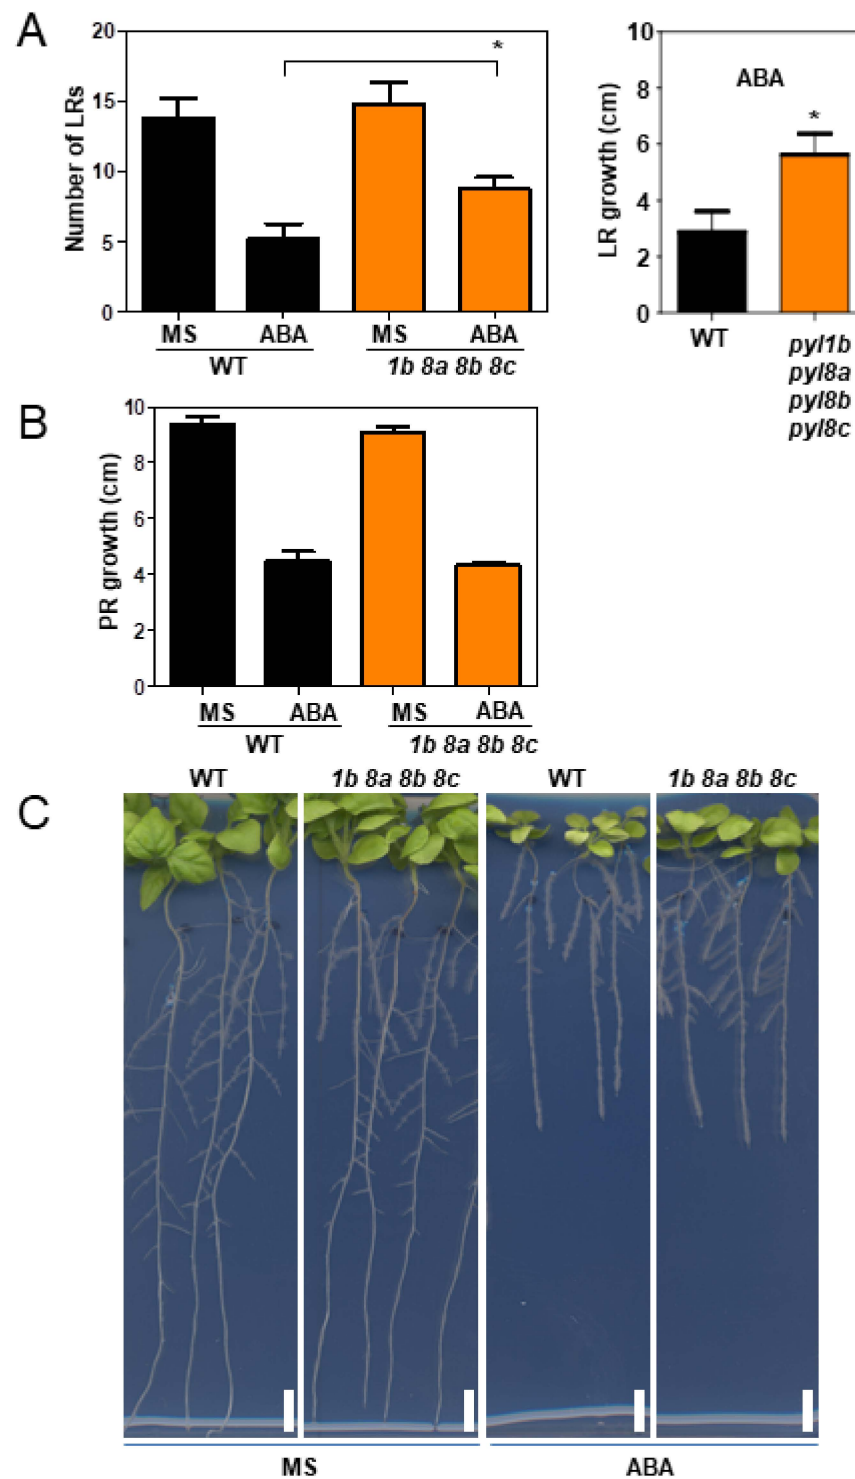 A
20
15
10
5
0
Number of LRs
*
MS ABA MS ABA
WT 1b 8a 8b 8c
10
8
6
4
2
0
LR growth (cm)
ABA
*
WT pyl1b
pyl8a
pyl8b
pyl8c
B
10
8
6
4
2
0
PR growth (cm)
MS ABA MS ABA
WT 1b 8a 8b 8c
C
WT 1b 8a 8b 8c WT 1b 8a 8b 8c
MS ABA